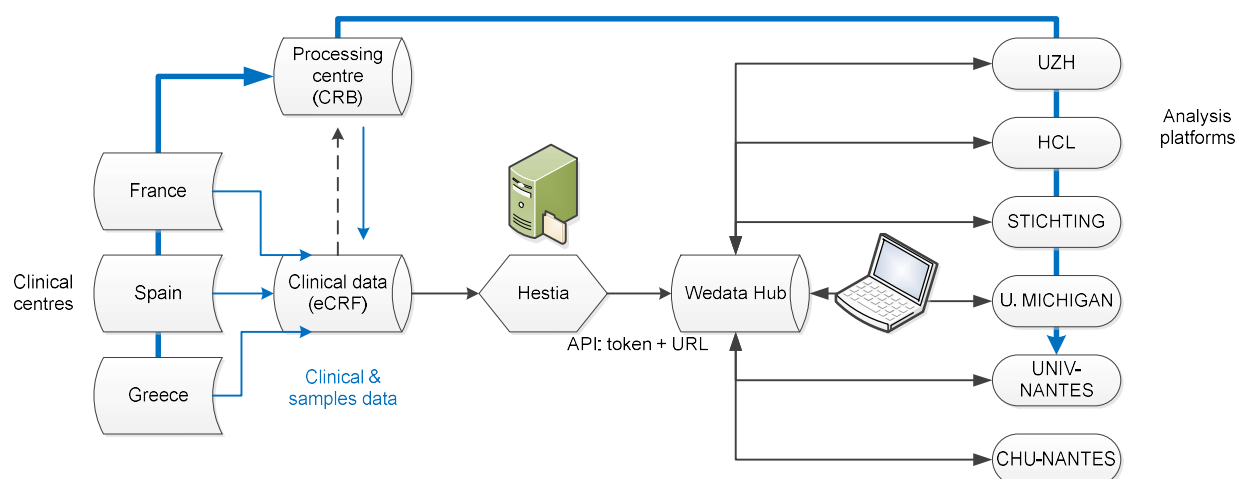 Processing
centre
(CRB)
UZH
Analysis
platforms
HCL
France
STICHTING
Clinical
centres
Spain
Clinical data
(eCRF)
Hestia
Wedata Hub
U. MICHIGAN
API: token + URL
Greece
Clinical &
samples data
UNIV-
NANTES
CHU-NANTES